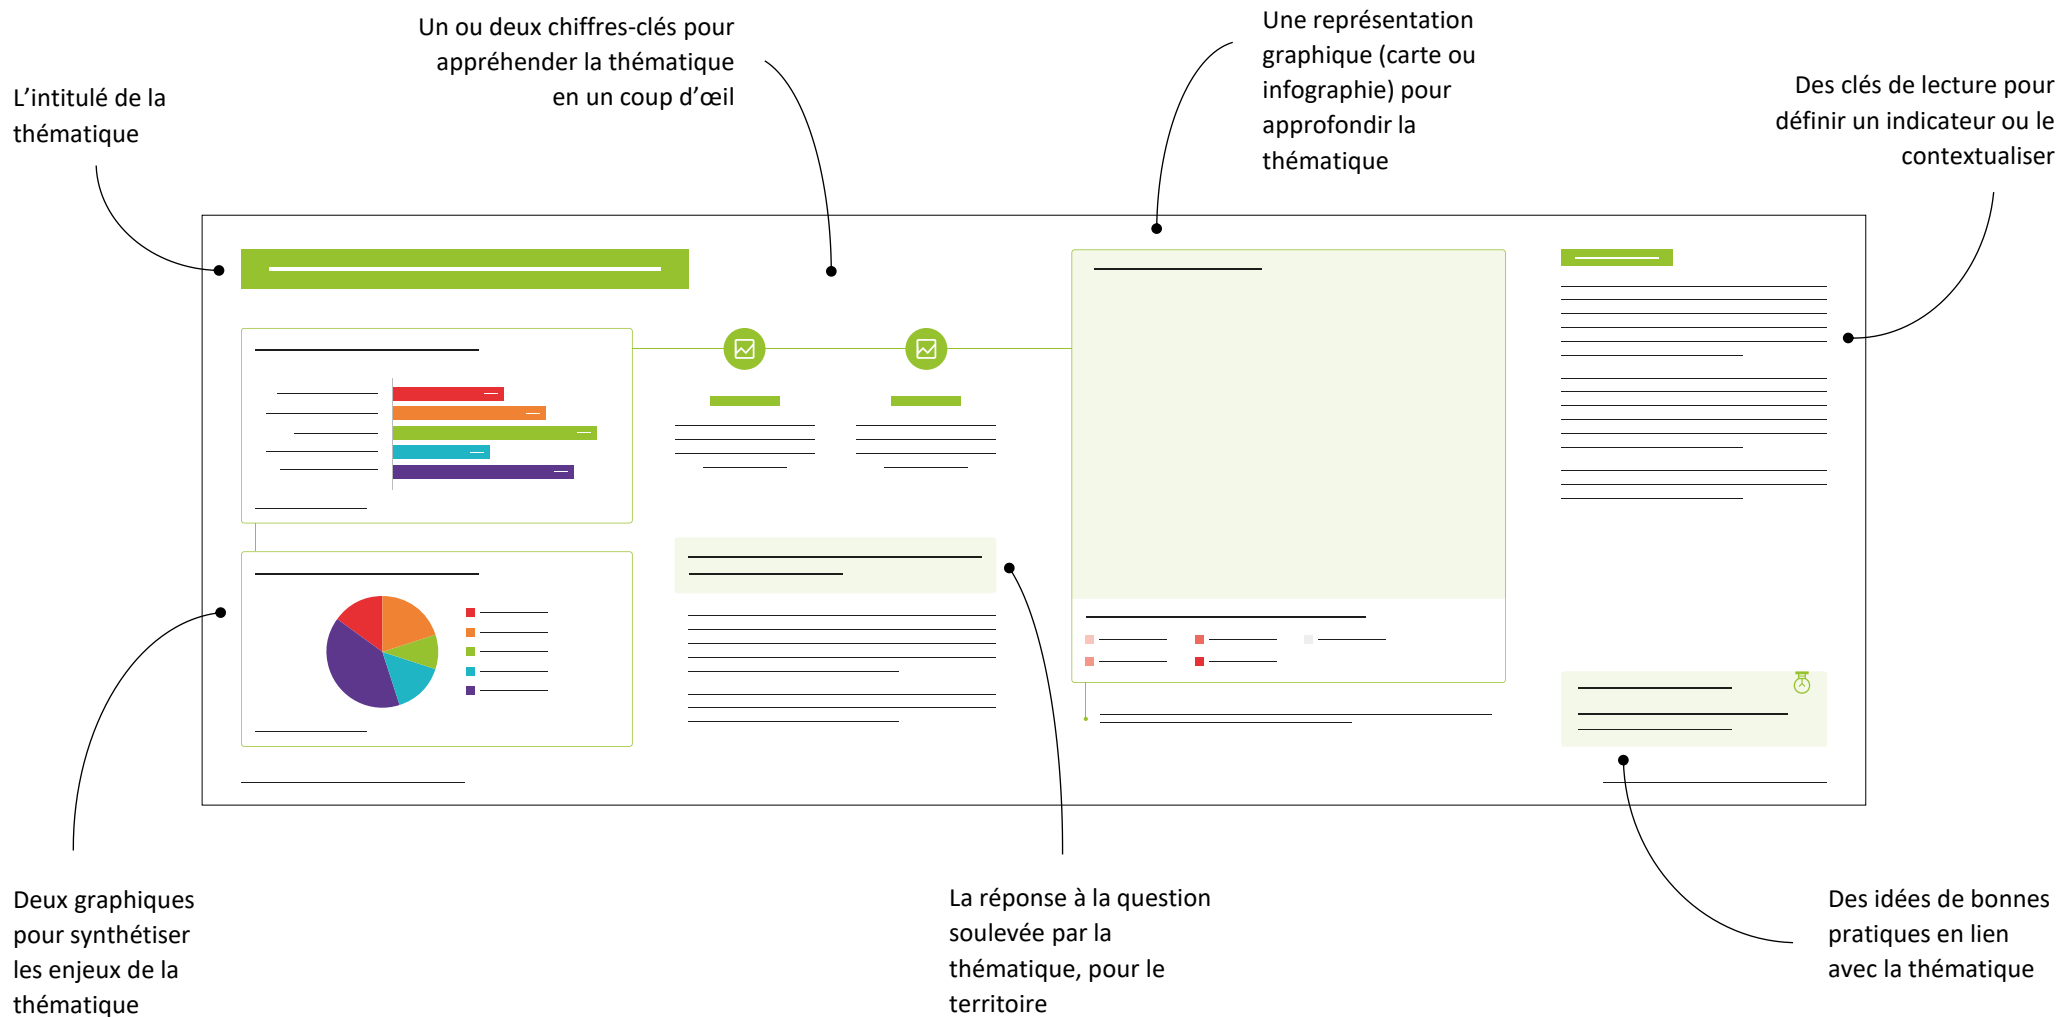 L’intitulé de la
thématique
Un ou deux chiffres-clés pour
appréhender la thématique
en un coup d’œil
Une représentation
graphique (carte ou
infographie) pour
approfondir la
thématique
Des clés de lecture pour
définir un indicateur ou le
contextualiser
Deux graphiques
pour synthétiser
les enjeux de la
thématique
La réponse à la question
soulevée par la
thématique, pour le
territoire
Des idées de bonnes
pratiques en lien
avec la thématique